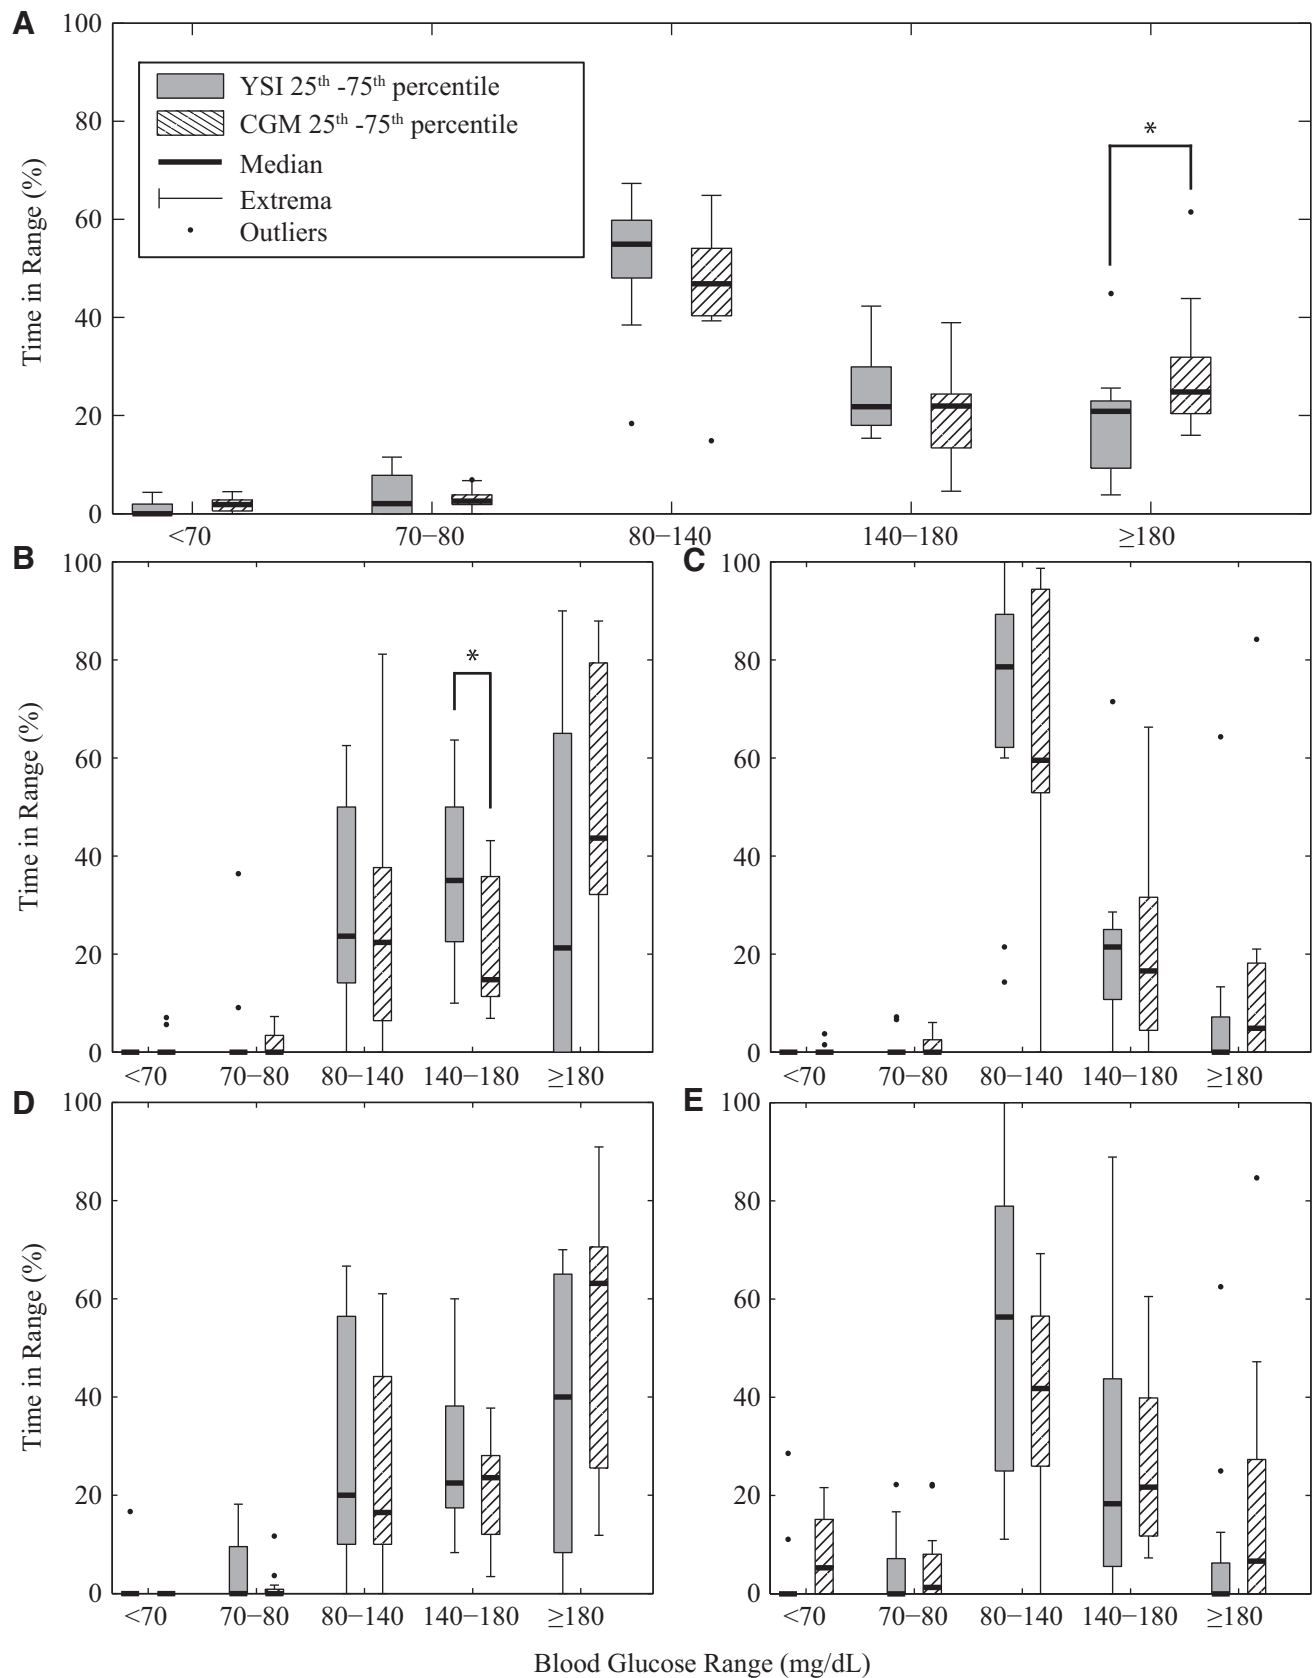 A
100
80
60
40
20
0
Time in Range (%)
YSI 25th -75th percentile
CGM 25th -75th percentile
Median
Extrema
Outliers
*
<70 70−80 80−140 140−180 ≥180
B
100
80
60
40
20
0
Time in Range (%)
*
<70 70−80 80−140 140−180 ≥180
C
100
80
60
40
20
0
<70 70−80 80−140 140−180 ≥180
D
100
80
60
40
20
0
Time in Range (%)
<70 70−80 80−140 140−180 ≥180
E
100
80
60
40
20
0
<70 70−80 80−140 140−180 ≥180
Blood Glucose Range (mg/dL)